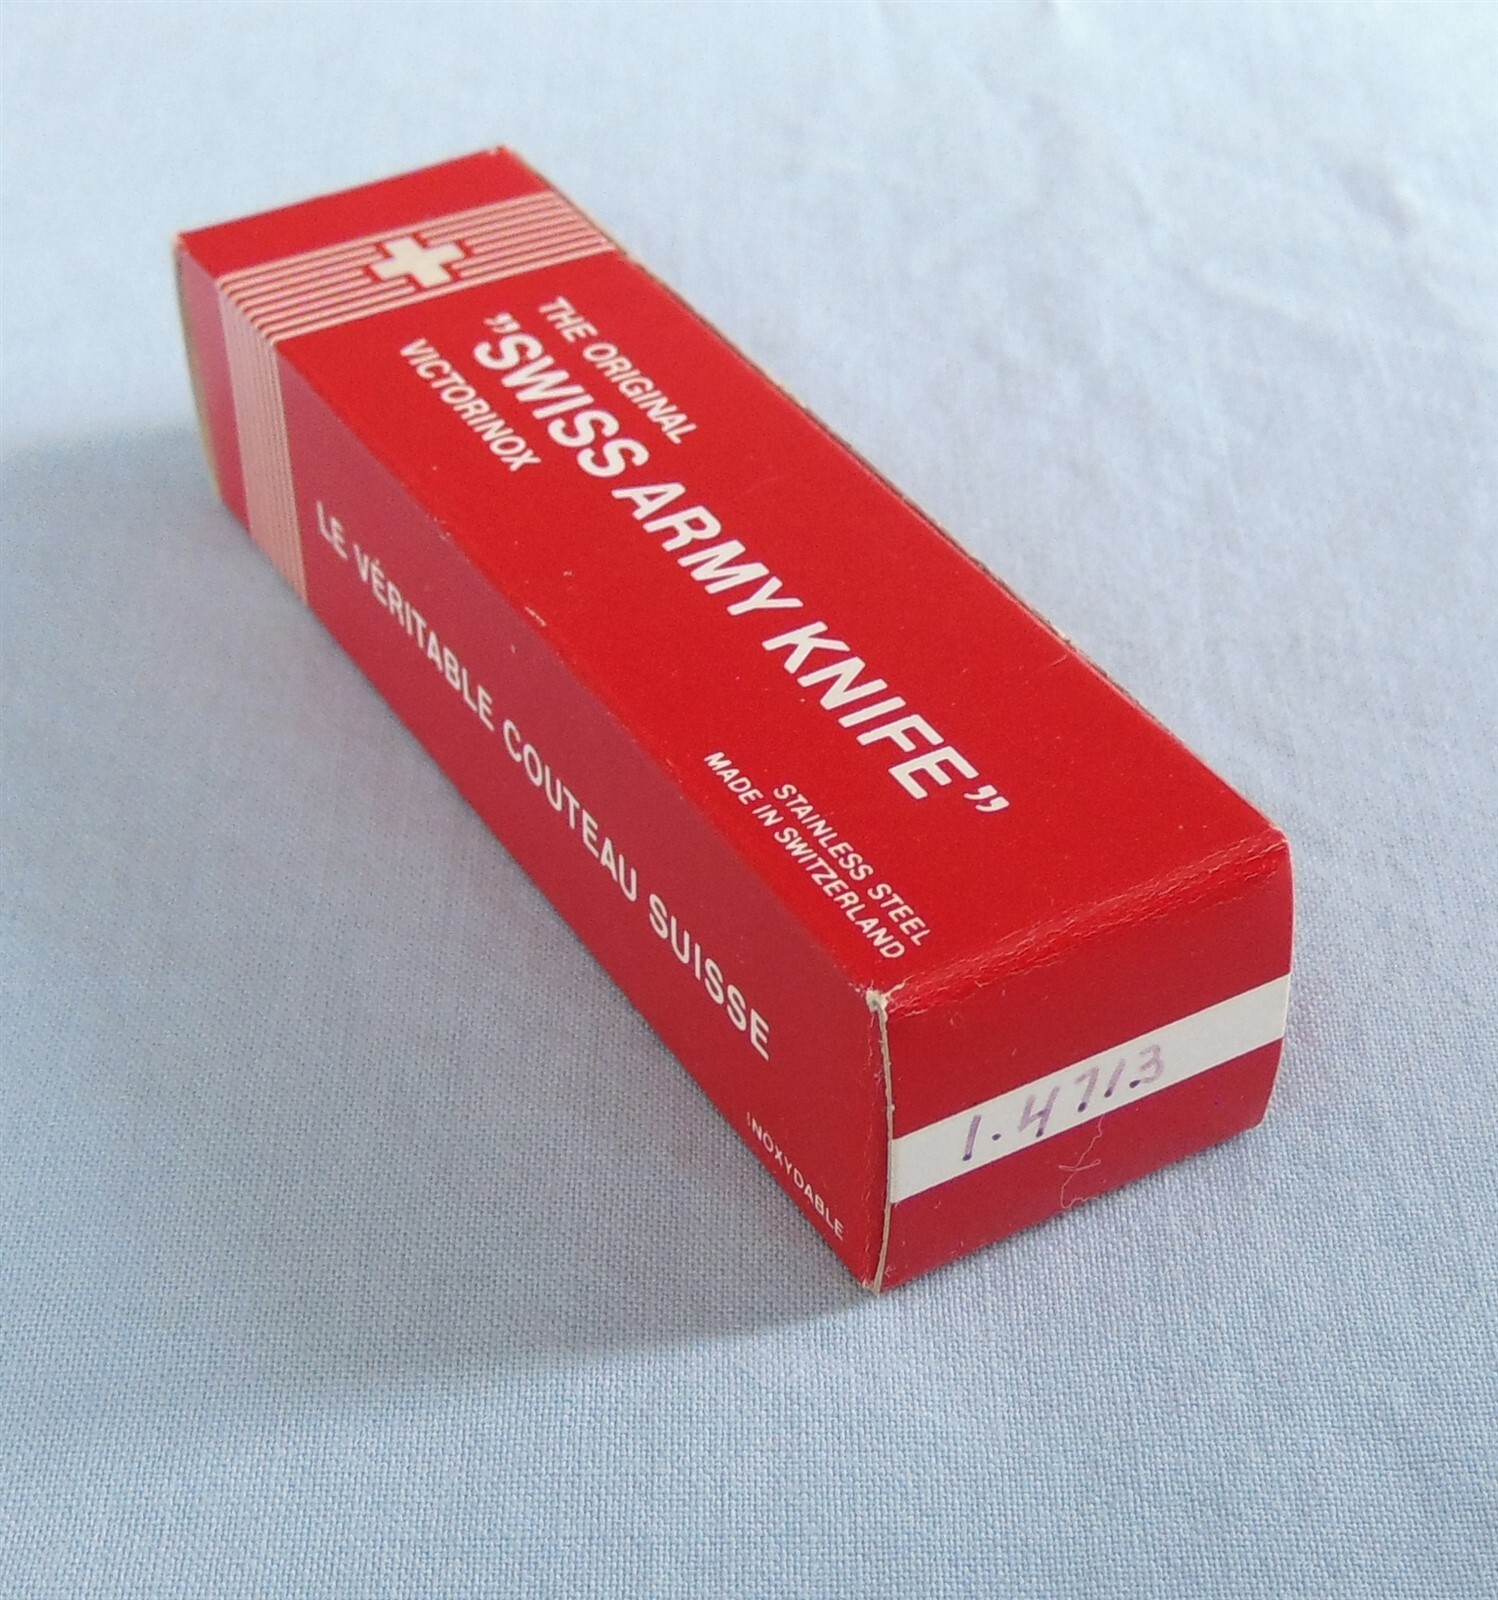 THE ORIGINAL
"SWISS ARMY KNIFE"
VICTORINOX
STAINLESS STEEL
MADE IN SWITZERLAND
LE VÉRITABLE COUTEAU SUISSE
INOXYDABLE
1.4713